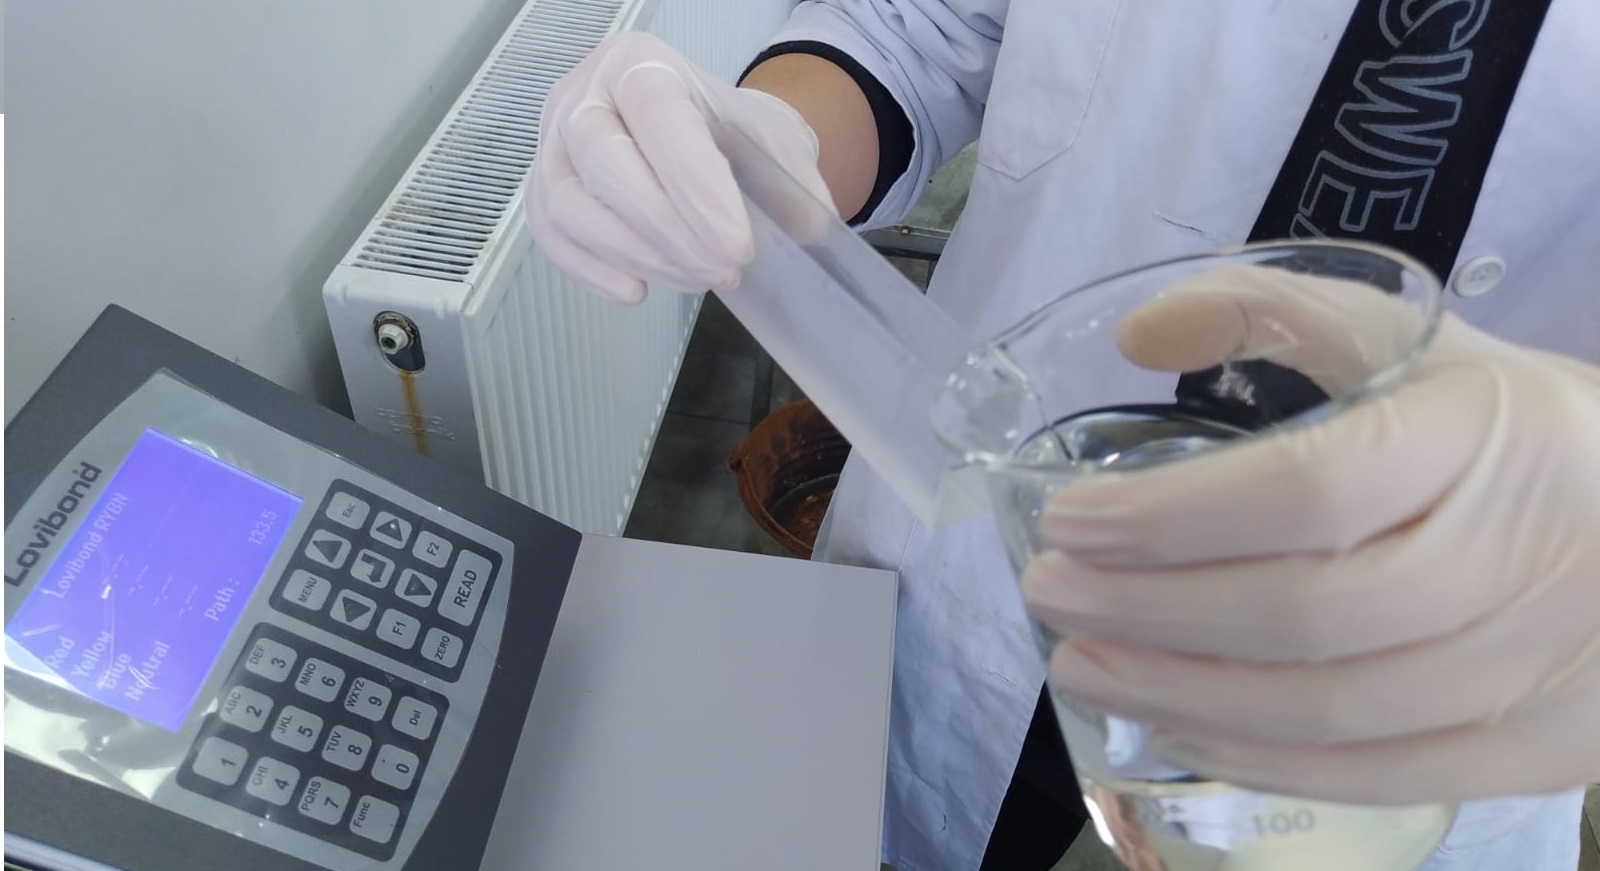 Lovibond
Lovibond RYBN
Red -.-
Yellow -.-
Blue -.-
Neutral -.-
Path: 133.5
Esc
F2
READ
MENU
F1
ZERO
ABC
DEF
1
2
3
GHI
JKL
MNO
4
5
6
PQRS
TUV
WXYZ
7
8
9
Func
0
Del
100